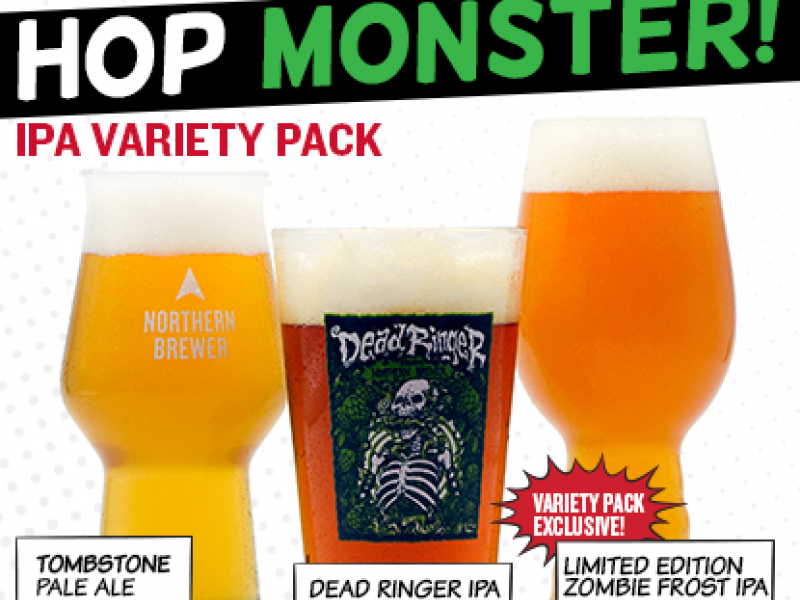 HOP MONSTER!
IPA VARIETY PACK
NORTHERN
BREWER
Dead Ringer
VARIETY PACK
EXCLUSIVE!
TOMBSTONE
PALE ALE
DEAD RINGER IPA
LIMITED EDITION
ZOMBIE FROST IPA